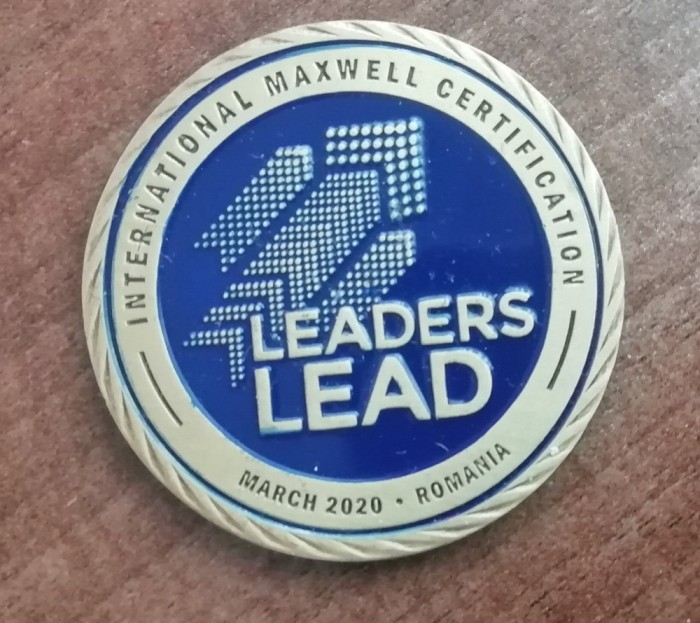 INTERNATIONAL MAXWELL CERTIFICATION
LEADERS
LEAD
MARCH 2020 • ROMANIA